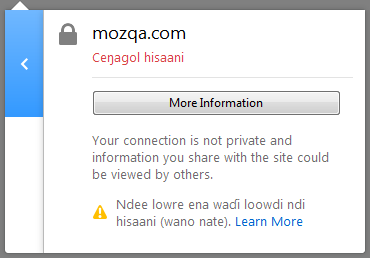 mozqa.com
Ceŋagol hisaani
More Information
Your connection is not private and
information you share with the site could
be viewed by others.
Ndee lowre ena waɗi loowdi ndi
hisaani (wano nate). Learn More